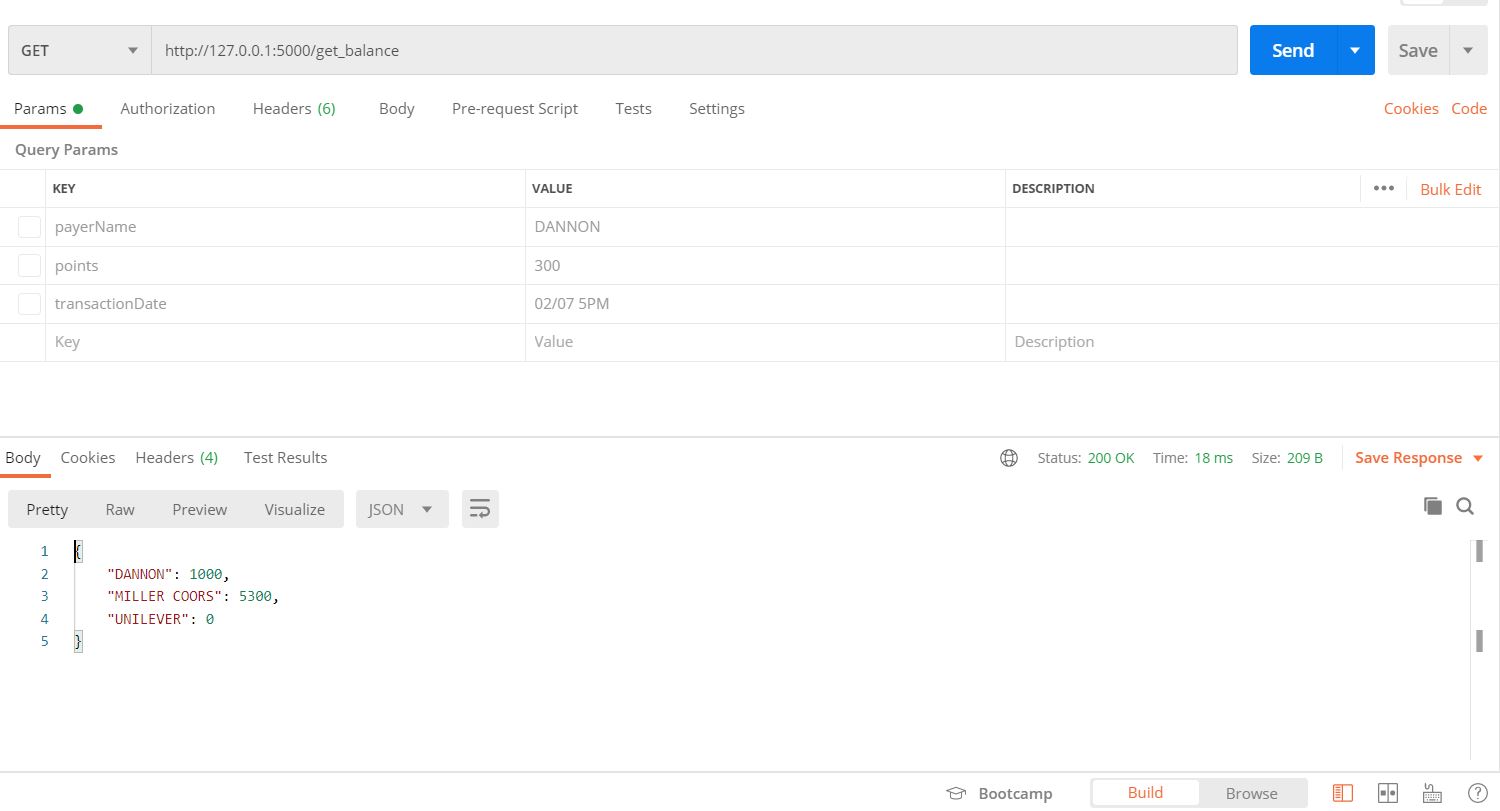 GET http://127.0.0.1:5000/get_balance Send Save
Params Authorization Headers (6) Body Pre-request Script Tests Settings Cookies Code
Query Params
KEY VALUE DESCRIPTION ••• Bulk Edit
payerName DANNON
points 300
transactionDate 02/07 5PM
Key Value Description
Body Cookies Headers (4) Test Results Status: 200 OK Time: 18 ms Size: 209 B Save Response
Pretty Raw Preview Visualize JSON
1 {
2 "DANNON": 1000,
3 "MILLER COORS": 5300,
4 "UNILEVER": 0
5 }
Bootcamp Build Browse ?